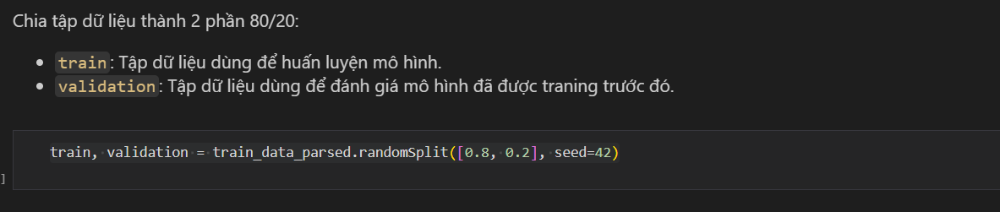 Chia tập dữ liệu thành 2 phần 80/20:
train: Tập dữ liệu dùng để huấn luyện mô hình.
validation: Tập dữ liệu dùng để đánh giá mô hình đã được traning trước đó.
train, validation = train_data_parsed.randomSplit([0.8, 0.2], seed=42)
]